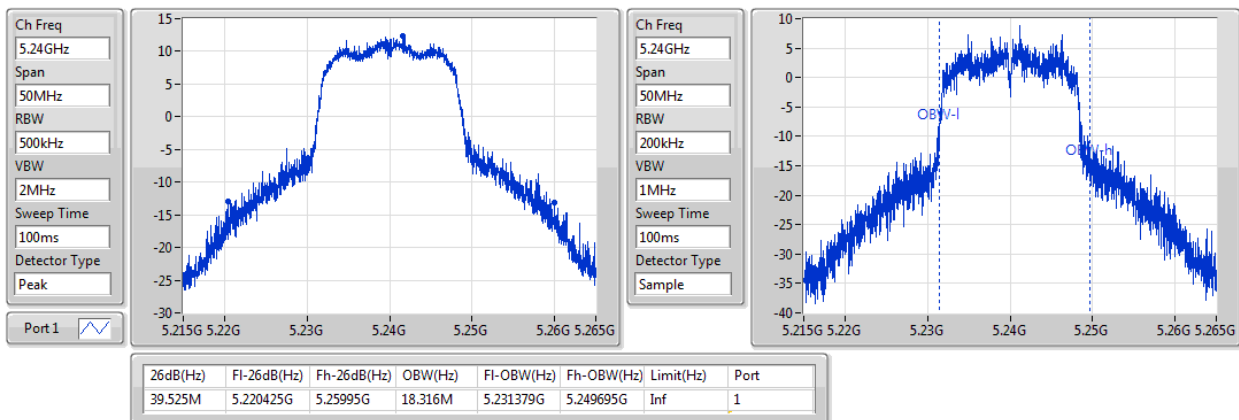 Ch Freq
5.24GHz
Span
50MHz
RBW
500kHz
VBW
2MHz
Sweep Time
100ms
Detector Type
Peak
Port 1
15
10
5
0
-5
-10
-15
-20
-25
-30
5.215G 5.22G 5.23G 5.24G 5.25G 5.26G 5.265G
Ch Freq
5.24GHz
Span
50MHz
RBW
200kHz
VBW
1MHz
Sweep Time
100ms
Detector Type
Sample
10
5
0
-5
-10
-15
-20
-25
-30
-35
-40
OBW-l
OBW-h
5.215G 5.22G 5.23G 5.24G 5.25G 5.26G 5.265G
26dB(Hz) Fl-26dB(Hz) Fh-26dB(Hz) OBW(Hz) Fl-OBW(Hz) Fh-OBW(Hz) Limit(Hz) Port
39.525M 5.220425G 5.25995G 18.316M 5.231379G 5.249695G Inf 1